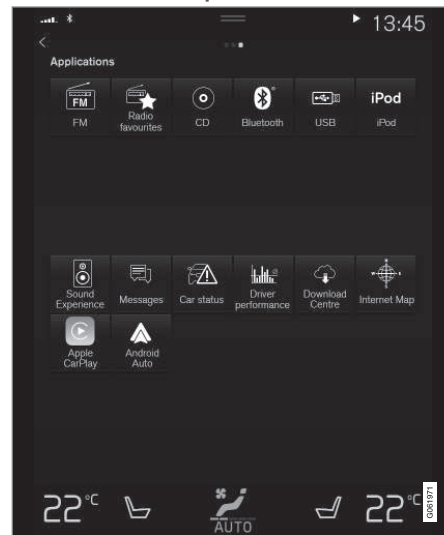 13:45
Applications
FM
iPod
FM
Radio
favourites
CD
Bluetooth
USB
iPod
Sound
Experience
Messages
Car status
Driver
performance
Download
Centre
Internet Map
Apple
CarPlay
Android
Auto
22°C
22°C
AUTO
G061971